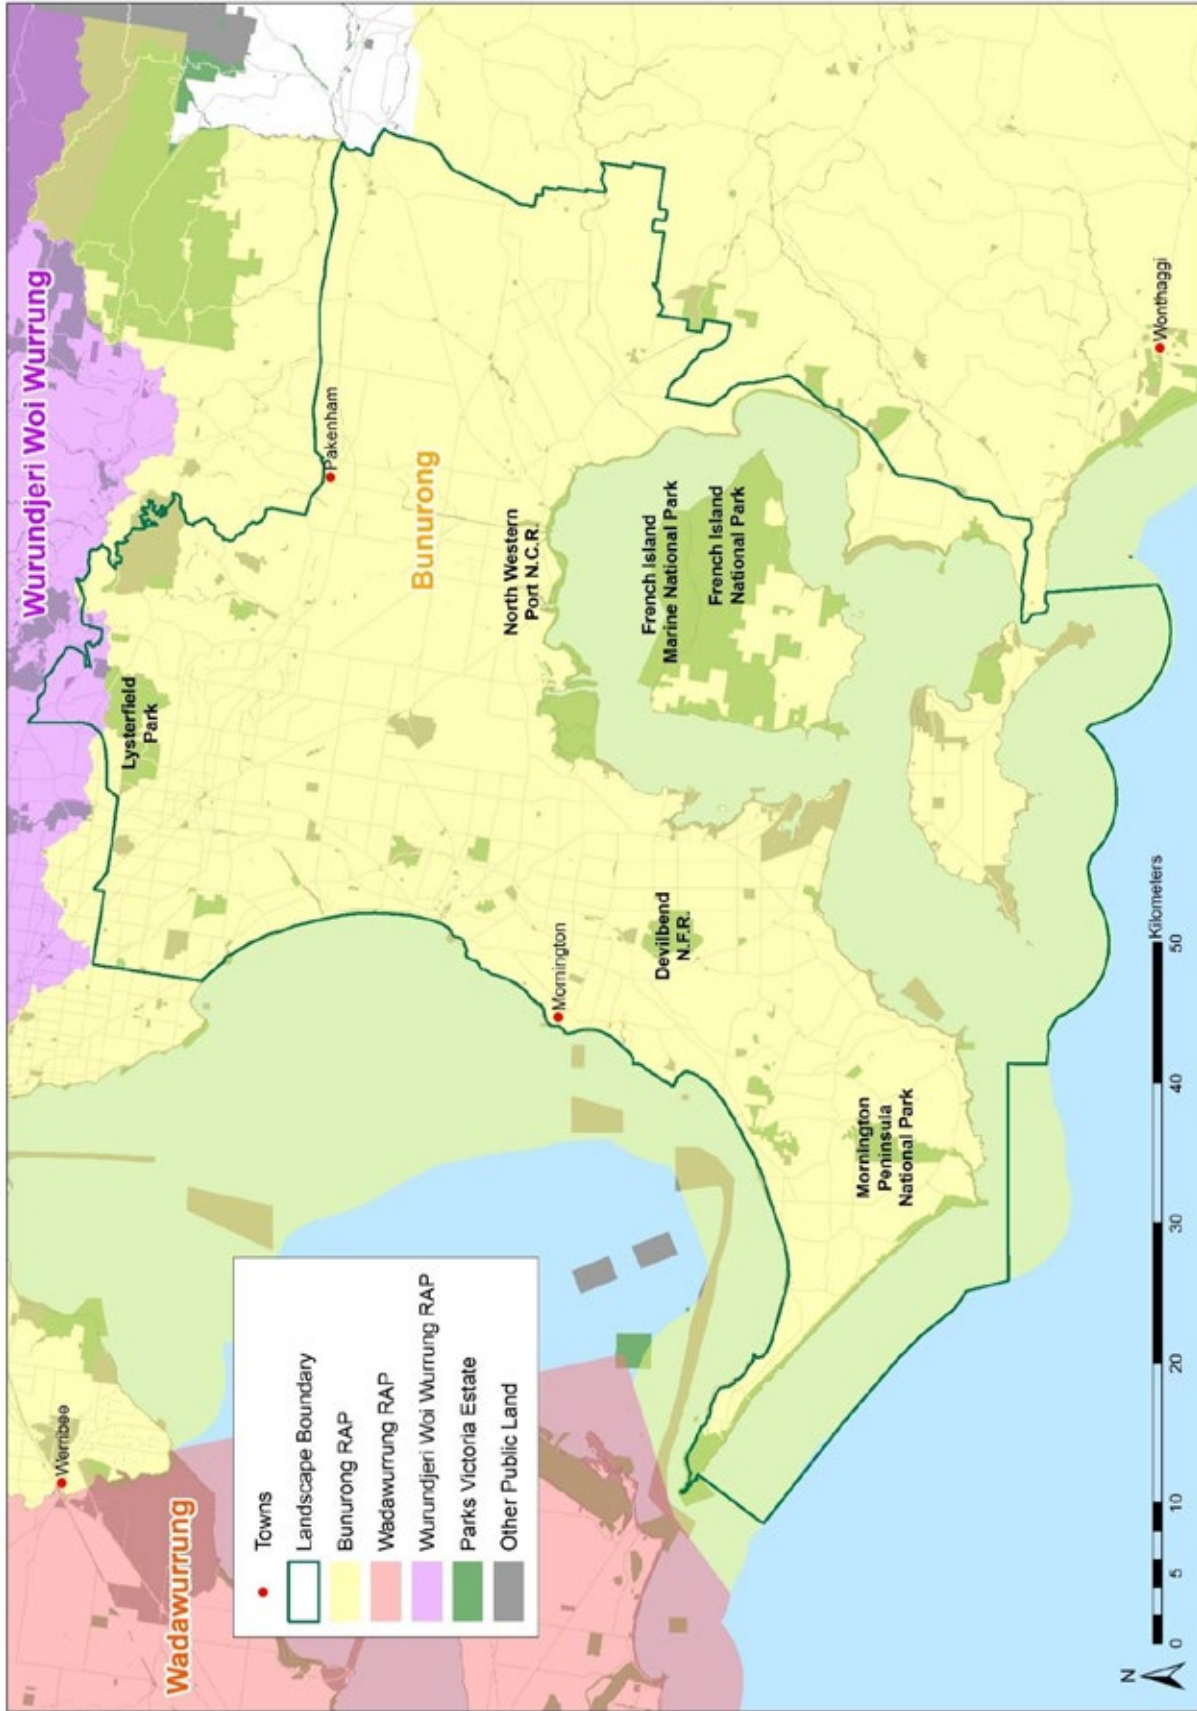 Wurundjeri Woi Wurrung
Wadawurrung
Werribee
Lysterfield
Park
Pakenham
Bunurong
North Western
Port N.C.R.
Mornington
French Island
Marine National Park
French Island
National Park
Devilbend
N.F.R.
Mornington
Peninsula
National Park
Wonthaggi
Towns
Landscape Boundary
Bunurong RAP
Wadawurrung RAP
Wurundjeri Woi Wurrung RAP
Parks Victoria Estate
Other Public Land
N
0 5 10 20 30 40 50
Kilometers